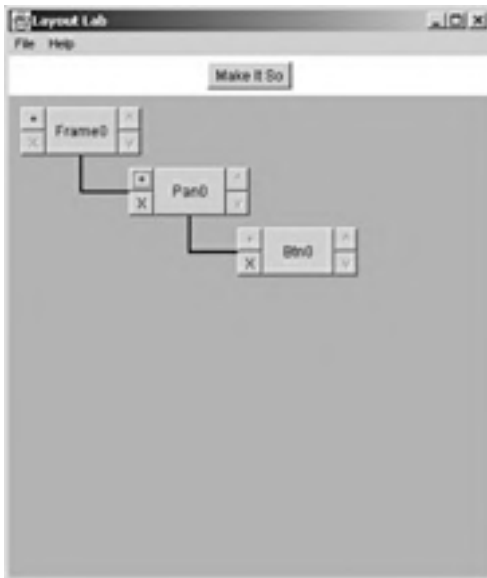 Layout Lab
File Help
Make It So
+ Frame0 ^
X v
+ Pan0 ^
X v
+ Btn0 ^
X v